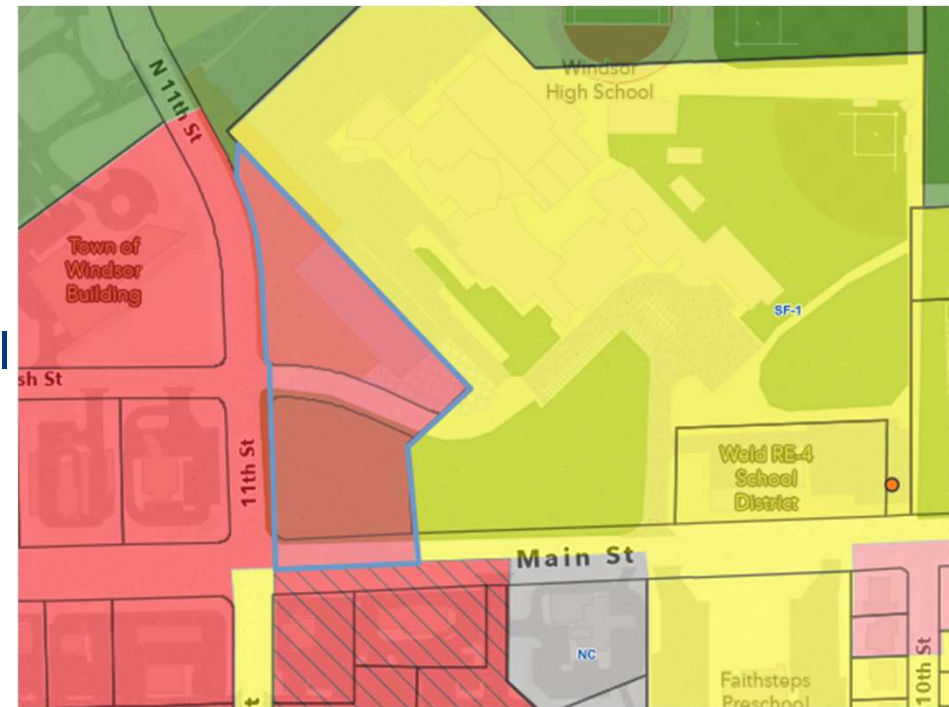 N 11th St
Windsor
High School
Town of
Windsor
Building
SF-1
sh St
11th St
Weld RE-4
School
District
Main St
NC
10th St
Faithsteps
Preschool
t